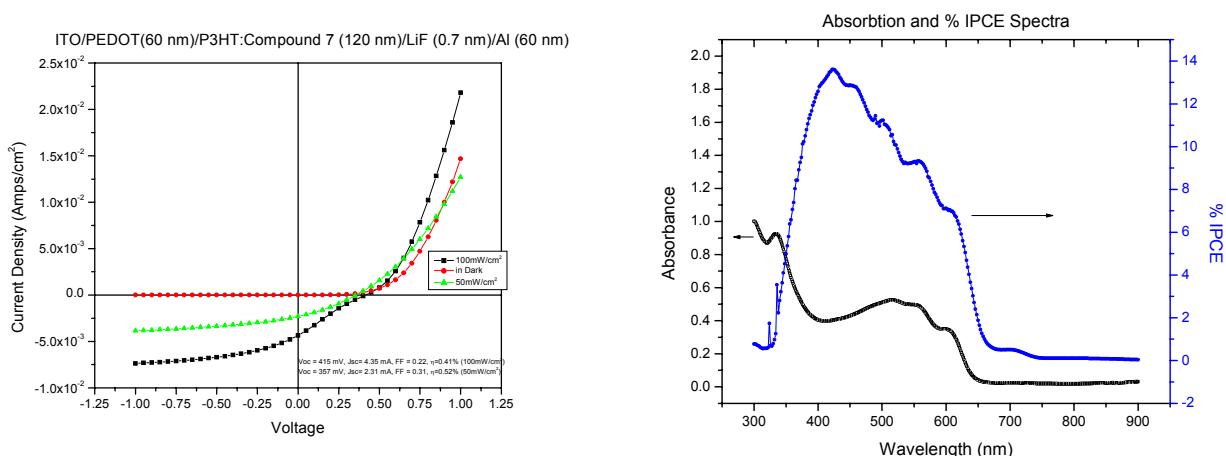 ITO/PEDOT(60 nm)/P3HT:Compound 7 (120 nm)/LiF (0.7 nm)/Al (60 nm)
2.5x10⁻²
2.0x10⁻²
1.5x10⁻²
1.0x10⁻²
5.0x10⁻³
0.0
-5.0x10⁻³
-1.0x10⁻²
Current Density (Amps/cm²)
100mW/cm²
in Dark
50mW/cm²
Voc = 415 mV, Jsc= 4.35 mA, FF = 0.22, η=0.41% (100mW/cm²)
Voc = 357 mV, Jsc= 2.31 mA, FF = 0.31, η=0.52% (50mW/cm²)
-1.25 -1.00 -0.75 -0.50 -0.25 0.00 0.25 0.50 0.75 1.00 1.25
Voltage
Absorbtion and % IPCE Spectra
2.0
1.8
1.6
1.4
1.2
1.0
0.8
0.6
0.4
0.2
0.0
Absorbance
14
12
10
8
6
4
2
0
-2
% IPCE
300 400 500 600 700 800 900
Wavelength (nm)